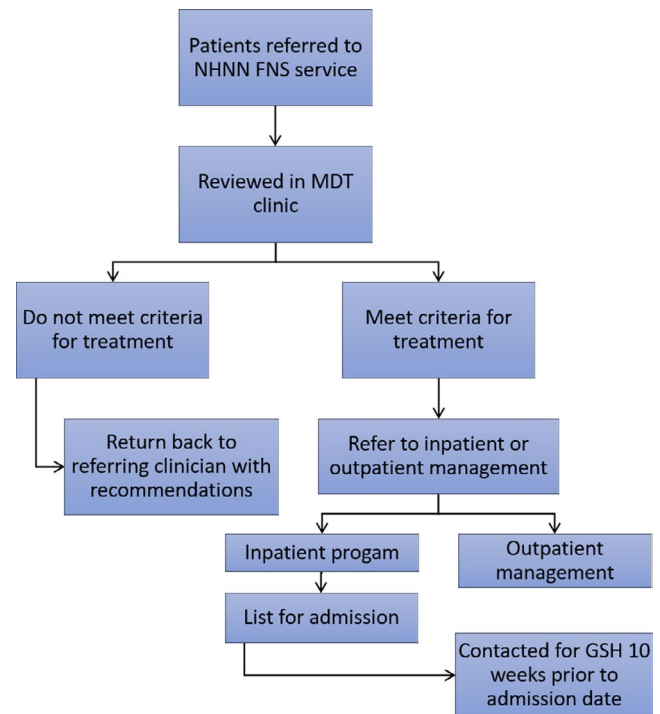 Patients referred to
NHNN FNS service
Reviewed in MDT
clinic
Do not meet criteria
for treatment
Meet criteria for
treatment
Return back to
referring clinician with
recommendations
Refer to inpatient or
outpatient management
Inpatient progam
Outpatient
management
List for admission
Contacted for GSH 10
weeks prior to
admission date